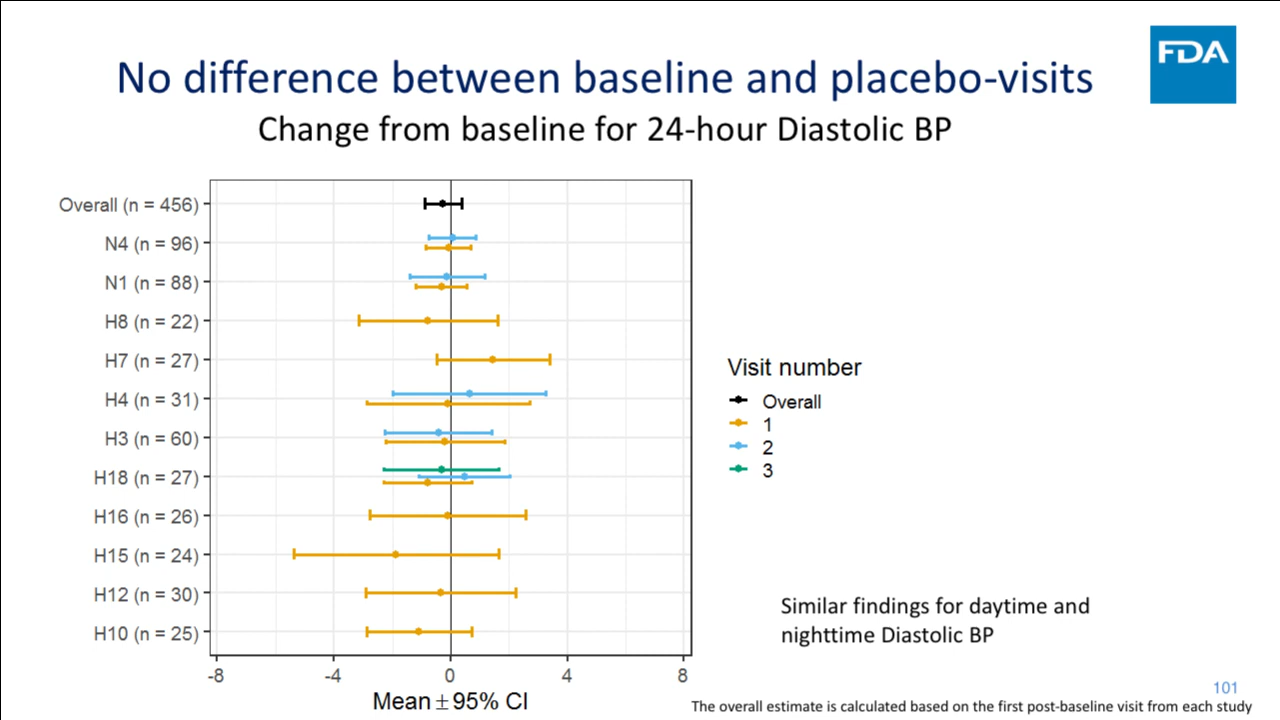 FDA
No difference between baseline and placebo-visits
Change from baseline for 24-hour Diastolic BP
Overall (n = 456)
N4 (n = 96)
N1 (n = 88)
H8 (n = 22)
H7 (n = 27)
H4 (n = 31)
H3 (n = 60)
H18 (n = 27)
H16 (n = 26)
H15 (n = 24)
H12 (n = 30)
H10 (n = 25)
-8 -4 0 4 8
Mean ± 95% CI
Visit number
Overall
1
2
3
Similar findings for daytime and
nighttime Diastolic BP
101
The overall estimate is calculated based on the first post-baseline visit from each study